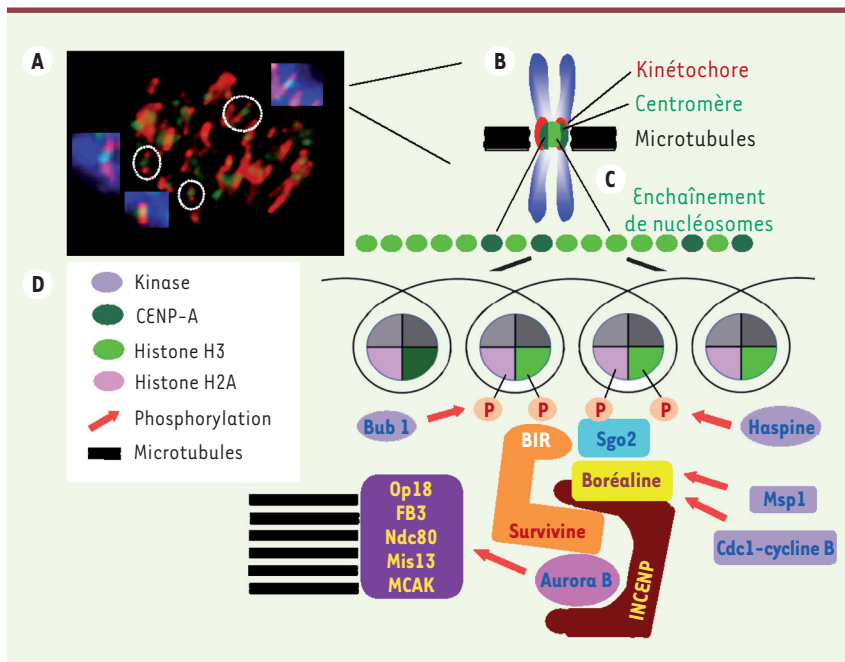 A
B
Kinétochore
Centromère
Microtubules
C
Enchaînement
de nucléosomes
D
Kinase
CENP-A
Histone H3
Histone H2A
Phosphorylation
Microtubules
P
P
P
P
Bub 1
BIR
Sgo2
Haspine
Boréaline
Msp1
Cdc1-cycline B
Op18
FB3
Ndc80
Mis13
MCAK
Survivine
Aurora B
INCENP